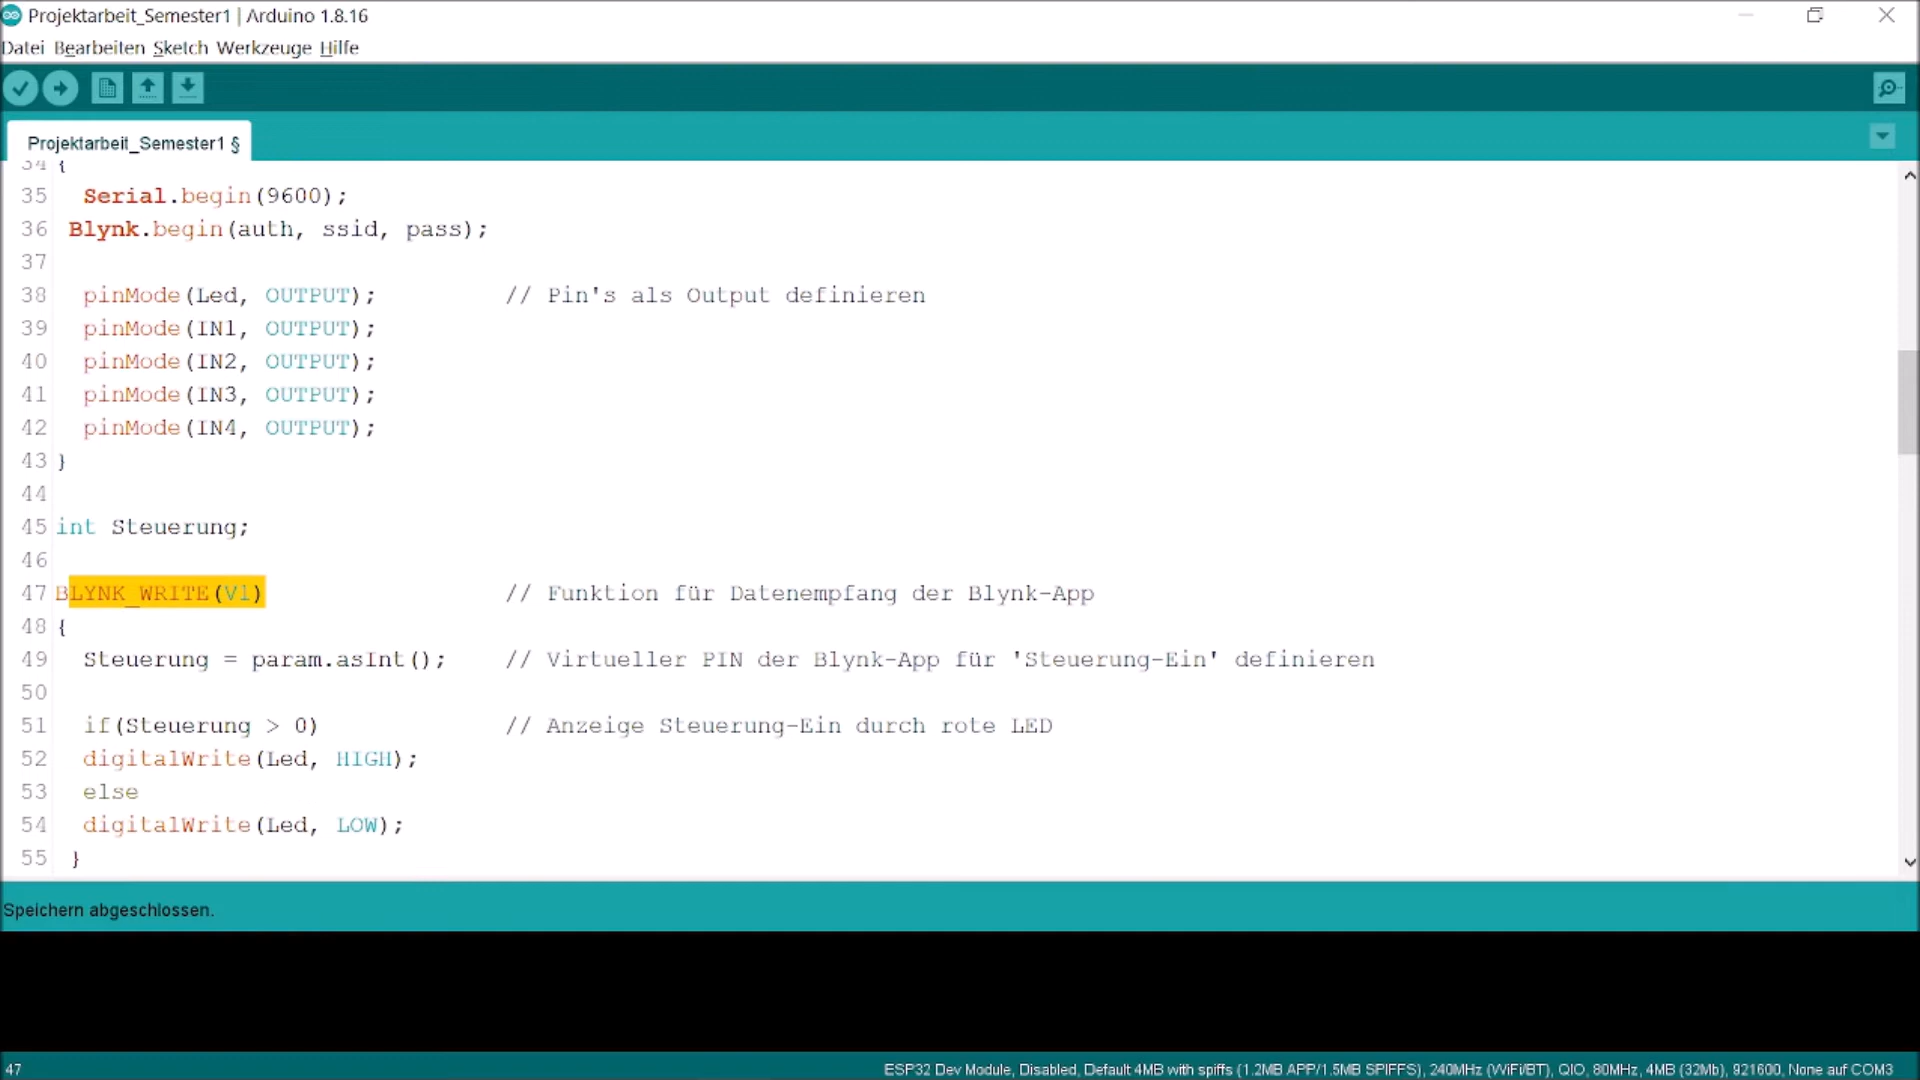 Projektarbeit_Semester1 | Arduino 1.8.16
Datei Bearbeiten Sketch Werkzeuge Hilfe
Projektarbeit_Semester1 §
34 {
35 Serial.begin(9600);
36 Blynk.begin(auth, ssid, pass);
37
38 pinMode(Led, OUTPUT); // Pin's als Output definieren
39 pinMode(IN1, OUTPUT);
40 pinMode(IN2, OUTPUT);
41 pinMode(IN3, OUTPUT);
42 pinMode(IN4, OUTPUT);
43 }
44
45 int Steuerung;
46
47 BLYNK_WRITE(V1) // Funktion für Datenempfang der Blynk-App
48 {
49 Steuerung = param.asInt(); // Virtueller PIN der Blynk-App für 'Steuerung-Ein' definieren
50
51 if(Steuerung > 0) // Anzeige Steuerung-Ein durch rote LED
52 digitalWrite(Led, HIGH);
53 else
54 digitalWrite(Led, LOW);
55 }
Speichern abgeschlossen.
47 ESP32 Dev Module, Disabled, Default 4MB with spiffs (1.2MB APP/1.5MB SPIFFS), 240MHz (WiFi/BT), QIO, 80MHz, 4MB (32Mb), 921600, None auf COM3